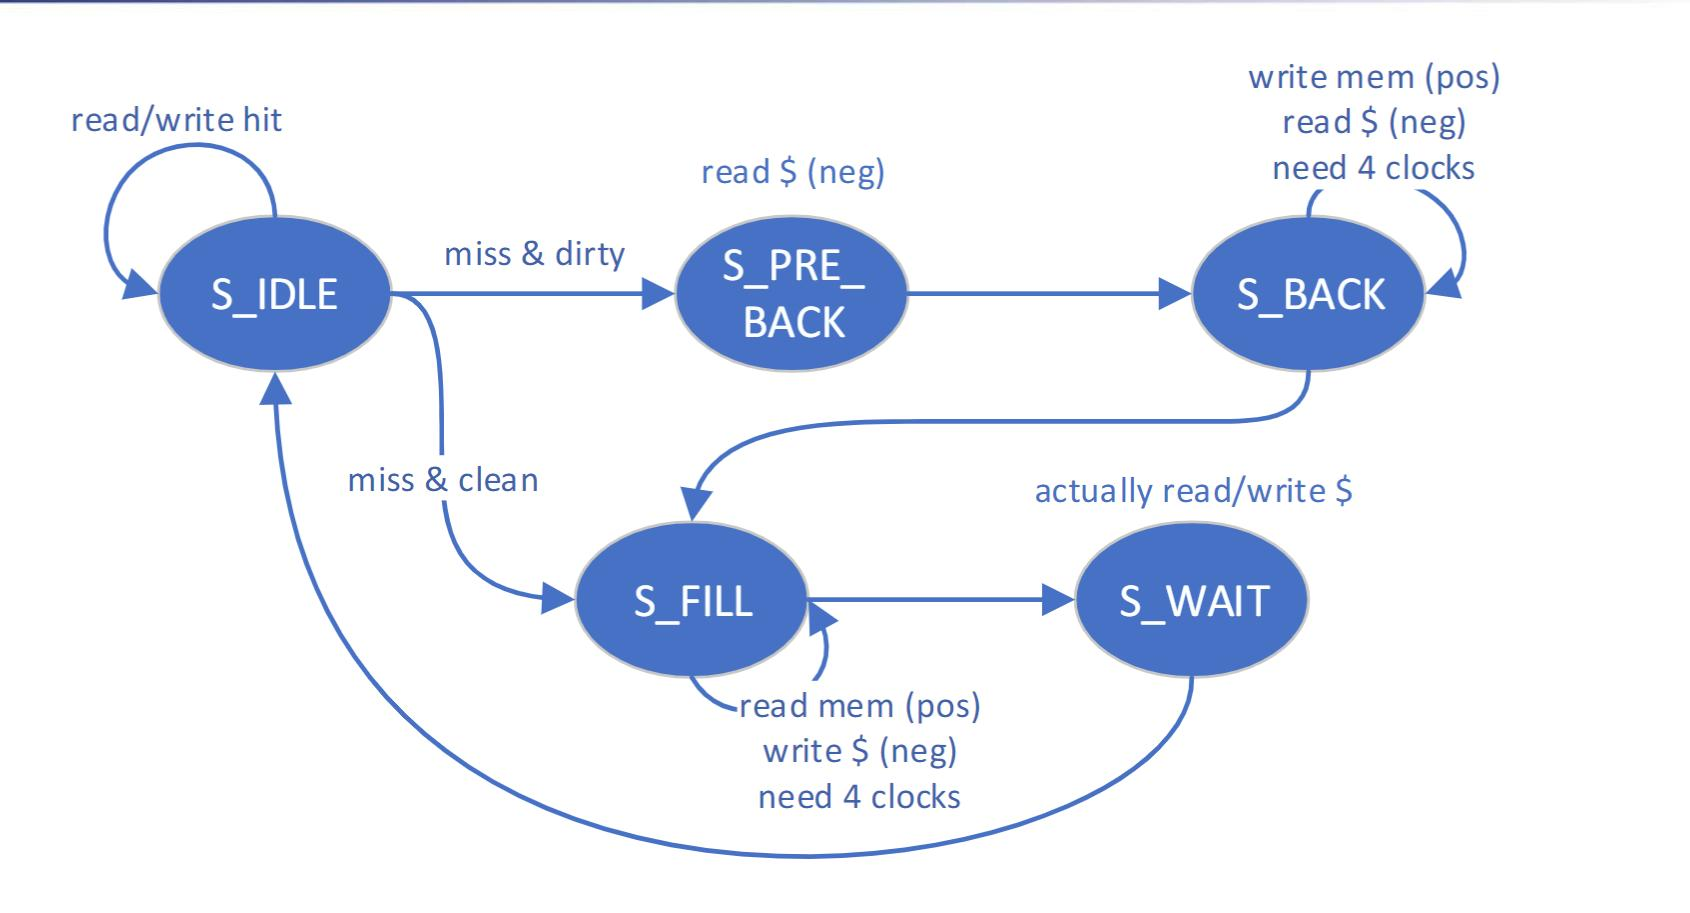 read/write hit
S_IDLE
miss & dirty
read $ (neg)
S_PRE_
BACK
write mem (pos)
read $ (neg)
need 4 clocks
S_BACK
miss & clean
S_FILL
read mem (pos)
write $ (neg)
need 4 clocks
actually read/write $
S_WAIT